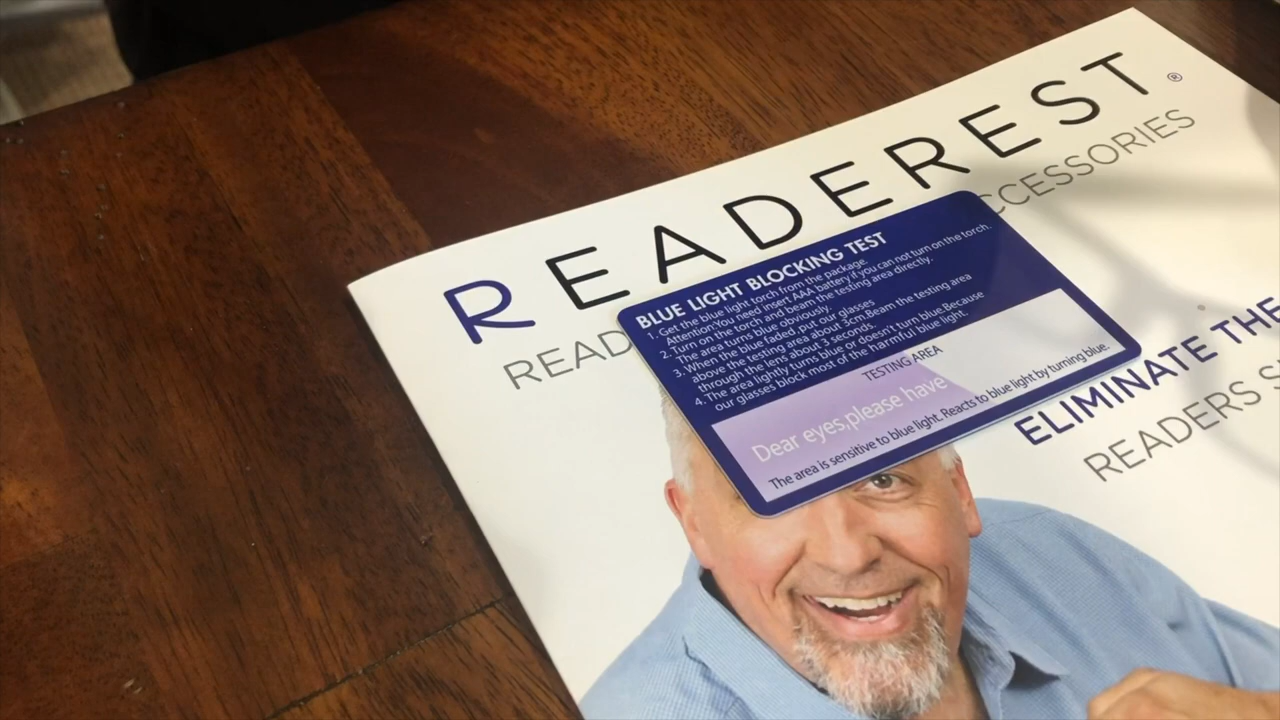 READEREST®
READ CCESSORIES
BLUE LIGHT BLOCKING TEST
1. Get the blue light torch from the package.
Attention:You need insert AAA battery if you can not turn on the torch.
2. Turn on the torch and beam the testing area directly.
The area turns blue obviously.
3. When the blue faded ,put our glasses
above the testing area about 3cm.Beam the testing area
through the lens about 3 seconds.
4. The area lightly turns blue or doesn't turn blue.Because
our glasses block most of the harmful blue light.
TESTING AREA
Dear eyes,please have
The area is sensitive to blue light. Reacts to blue light by turning blue.
ELIMINATE THE
READERS S